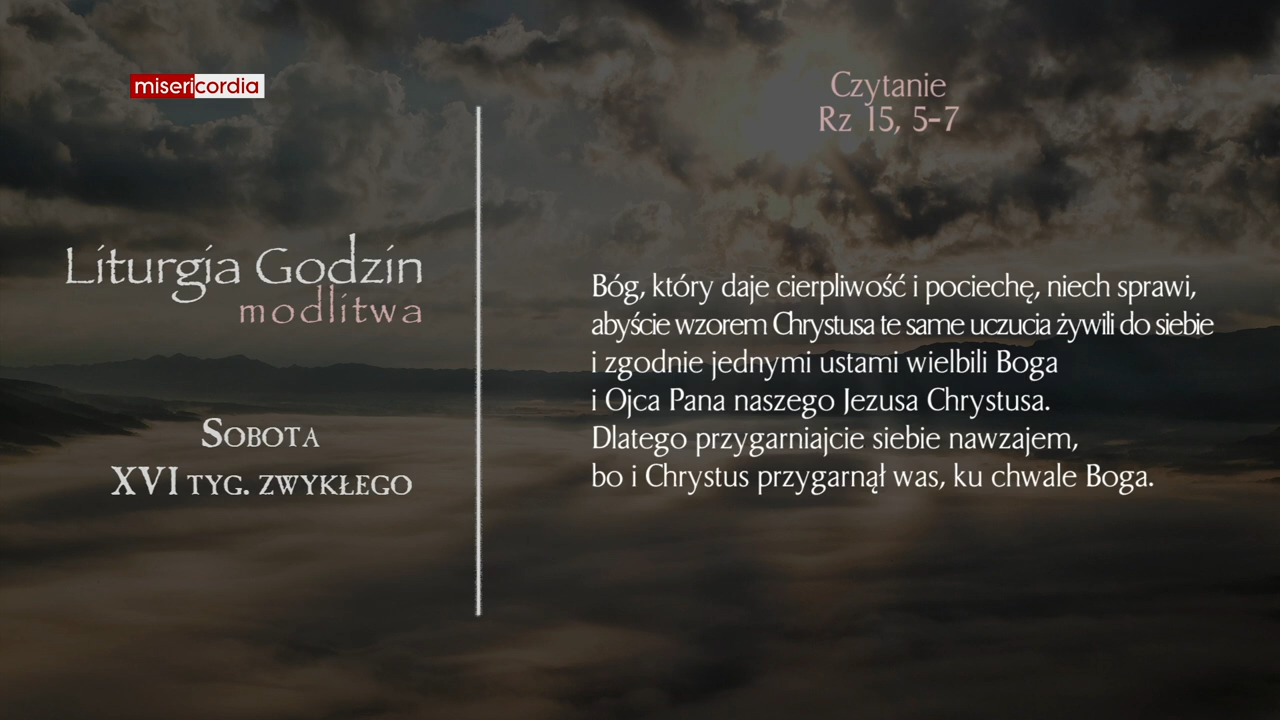 misericordia
Liturgia Godzin
modlitwa
Sobota
XVI tyg. zwykłego
Czytanie
Rz 15, 5-7
Bóg, który daje cierpliwość i pociechę, niech sprawi,
abyście wzorem Chrystusa te same uczucia żywili do siebie
i zgodnie jednymi ustami wielbili Boga
i Ojca Pana naszego Jezusa Chrystusa.
Dlatego przygarniajcie siebie nawzajem,
bo i Chrystus przygarnął was, ku chwale Boga.